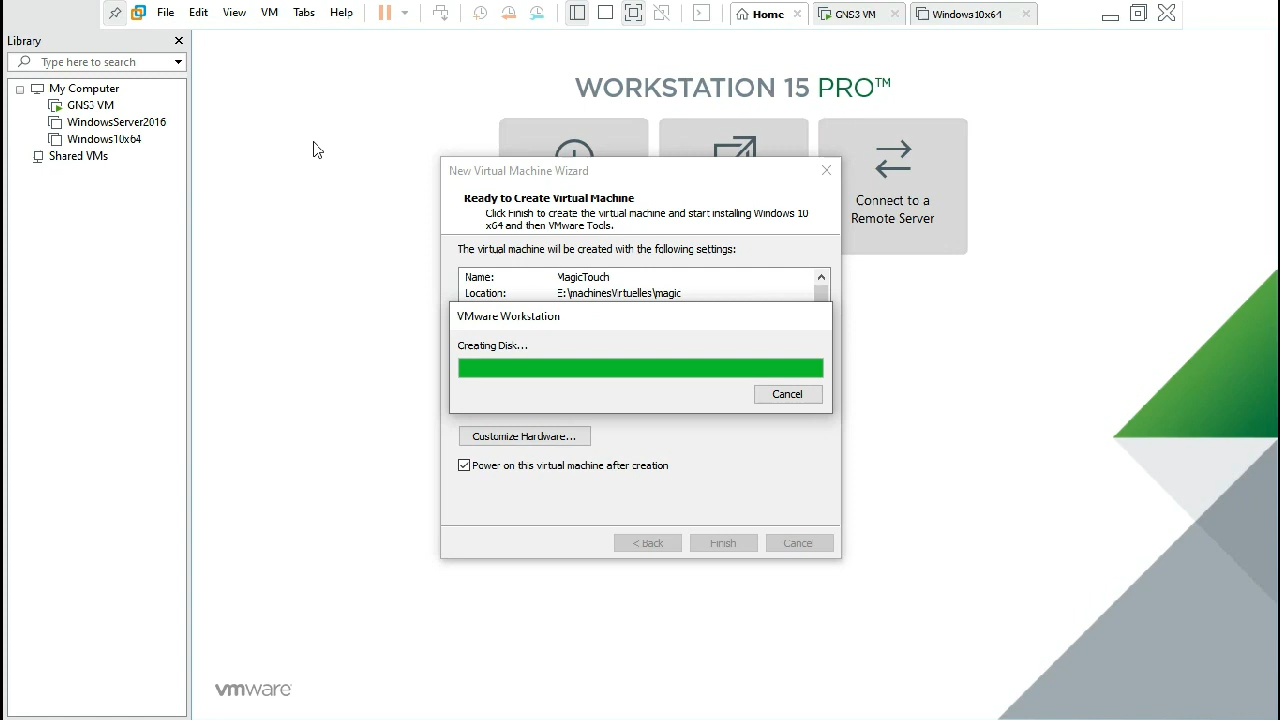 File Edit View VM Tabs Help
Home
GNS3 VM
Windows10x64
Library
Type here to search
My Computer
GNS3 VM
WindowsServer2016
Windows10x64
Shared VMs
WORKSTATION 15 PRO™
Connect to a
Remote Server
New Virtual Machine Wizard
Ready to Create Virtual Machine
Click Finish to create the virtual machine and start installing Windows 10
x64 and then VMware Tools.
The virtual machine will be created with the following settings:
Name: MagicTouch
Location: E:\machinesVirtuelles\magic
VMware Workstation
Creating Disk...
Cancel
Customize Hardware...
Power on this virtual machine after creation
< Back Finish Cancel
vmware